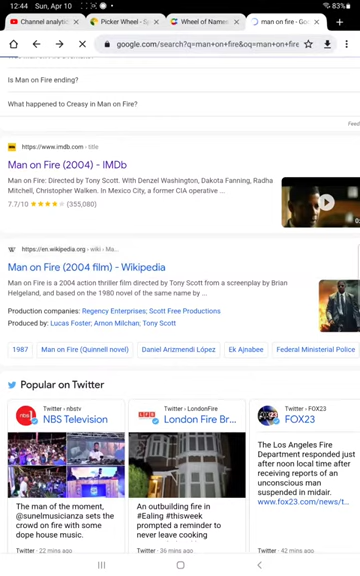 12:44 Sun, Apr 10 83%
Channel analytic
Picker Wheel - Sp
Wheel of Names
man on fire - Goo
google.com/search?q=man+on+fire&oq=man+on+fire
Is Man on Fire ending?
What happened to Creasy in Man on Fire?
Feed
https://www.imdb.com › title
Man on Fire (2004) - IMDb
Man on Fire: Directed by Tony Scott. With Denzel Washington, Dakota Fanning, Radha
Mitchell, Christopher Walken. In Mexico City, a former CIA operative ...
7.7/10 (355,080)
https://en.wikipedia.org › wiki › Ma...
Man on Fire (2004 film) - Wikipedia
Man on Fire is a 2004 action thriller film directed by Tony Scott from a screenplay by Brian
Helgeland, and based on the 1980 novel of the same name by ...
Production companies: Regency Enterprises; Scott Free Productions
Produced by: Lucas Foster; Arnon Milchan; Tony Scott
1987 Man on Fire (Quinnell novel) Daniel Arizmendi López Ek Ajnabee Federal Ministerial Police
Popular on Twitter
Twitter › nbstv
NBS Television
The man of the moment,
@sunelmusicianza sets the
crowd on fire with some
dope house music.
Twitter · 22 mins ago
Twitter › LondonFire
London Fire Br...
An outbuilding fire in
#Ealing #thisweek
prompted a reminder to
never leave cooking
Twitter · 36 mins ago
Twitter › FOX23
FOX23
The Los Angeles Fire
Department responded just
after noon local time after
receiving reports of an
unconscious man
suspended in midair.
www.fox23.com/news/t...
Twitter · 42 mins ago